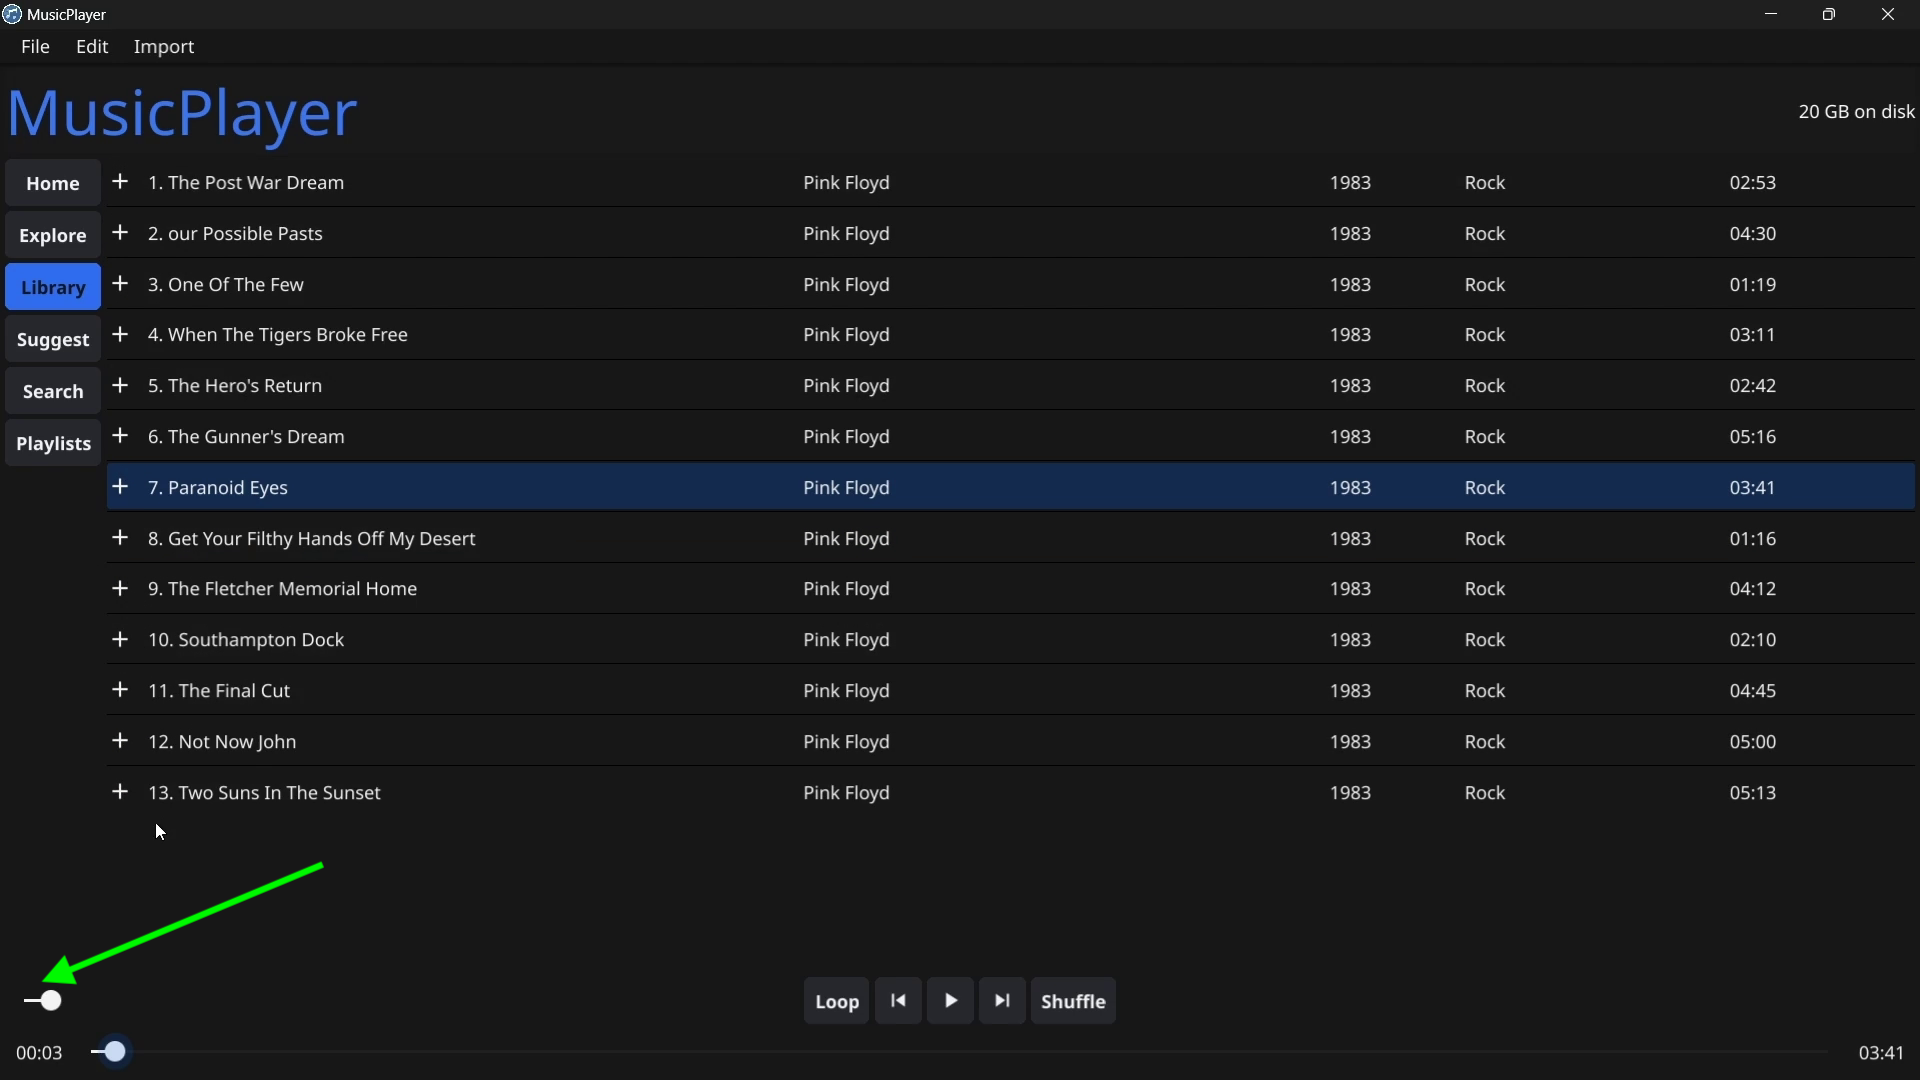 MusicPlayer
File Edit Import
MusicPlayer
20 GB on disk
Home
Explore
Library
Suggest
Search
Playlists
+ 1. The Post War Dream Pink Floyd 1983 Rock 02:53
+ 2. our Possible Pasts Pink Floyd 1983 Rock 04:30
+ 3. One Of The Few Pink Floyd 1983 Rock 01:19
+ 4. When The Tigers Broke Free Pink Floyd 1983 Rock 03:11
+ 5. The Hero's Return Pink Floyd 1983 Rock 02:42
+ 6. The Gunner's Dream Pink Floyd 1983 Rock 05:16
+ 7. Paranoid Eyes Pink Floyd 1983 Rock 03:41
+ 8. Get Your Filthy Hands Off My Desert Pink Floyd 1983 Rock 01:16
+ 9. The Fletcher Memorial Home Pink Floyd 1983 Rock 04:12
+ 10. Southampton Dock Pink Floyd 1983 Rock 02:10
+ 11. The Final Cut Pink Floyd 1983 Rock 04:45
+ 12. Not Now John Pink Floyd 1983 Rock 05:00
+ 13. Two Suns In The Sunset Pink Floyd 1983 Rock 05:13
Loop Shuffle
00:03 03:41